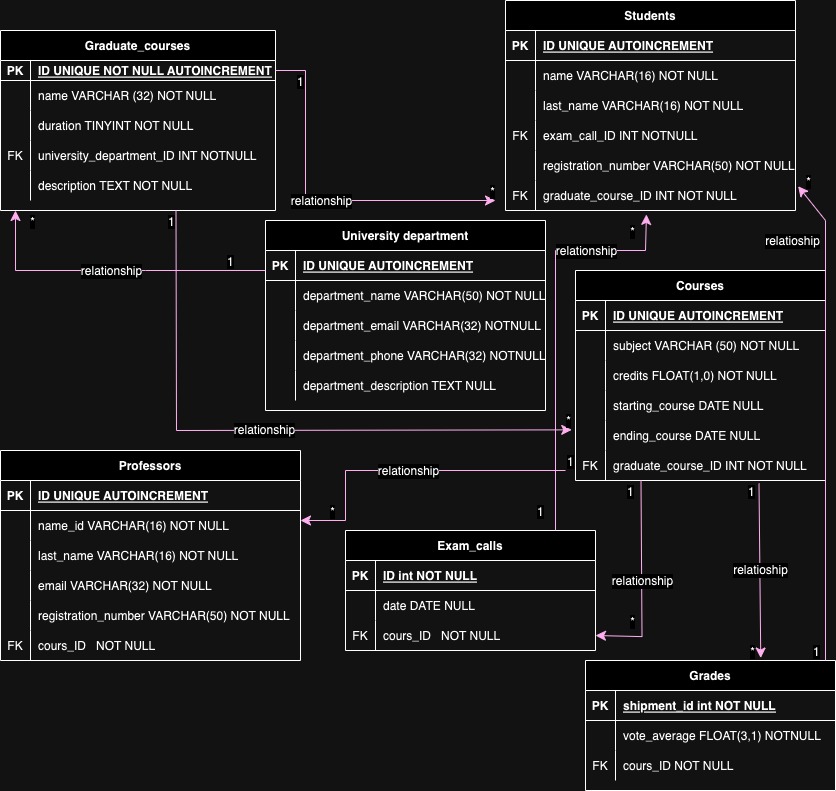 Graduate_courses
PK ID UNIQUE NOT NULL AUTOINCREMENT
name VARCHAR (32) NOT NULL
duration TINYINT NOT NULL
FK university_department_ID INT NOTNULL
description TEXT NOT NULL
Students
PK ID UNIQUE AUTOINCREMENT
name VARCHAR(16) NOT NULL
last_name VARCHAR(16) NOT NULL
FK exam_call_ID INT NOTNULL
registration_number VARCHAR(50) NOT NULL
FK graduate_course_ID INT NOT NULL
1
relationship
*
*
1
relationship
1
University department
PK ID UNIQUE AUTOINCREMENT
department_name VARCHAR(50) NOT NULL
department_email VARCHAR(32) NOTNULL
department_phone VARCHAR(32) NOTNULL
department_description TEXT NULL
*
relationship
*
relatioship
Courses
PK ID UNIQUE AUTOINCREMENT
subject VARCHAR (50) NOT NULL
credits FLOAT(1,0) NOT NULL
starting_course DATE NULL
ending_course DATE NULL
FK graduate_course_ID INT NOT NULL
relationship
*
Professors
PK ID UNIQUE AUTOINCREMENT
name_id VARCHAR(16) NOT NULL
last_name VARCHAR(16) NOT NULL
email VARCHAR(32) NOT NULL
registration_number VARCHAR(50) NOT NULL
FK cours_ID NOT NULL
1
relationship
*
1
Exam_calls
PK ID int NOT NULL
date DATE NULL
FK cours_ID NOT NULL
1
relationship
*
1
relatioship
*
1
Grades
PK shipment_id int NOT NULL
vote_average FLOAT(3,1) NOTNULL
FK cours_ID NOT NULL